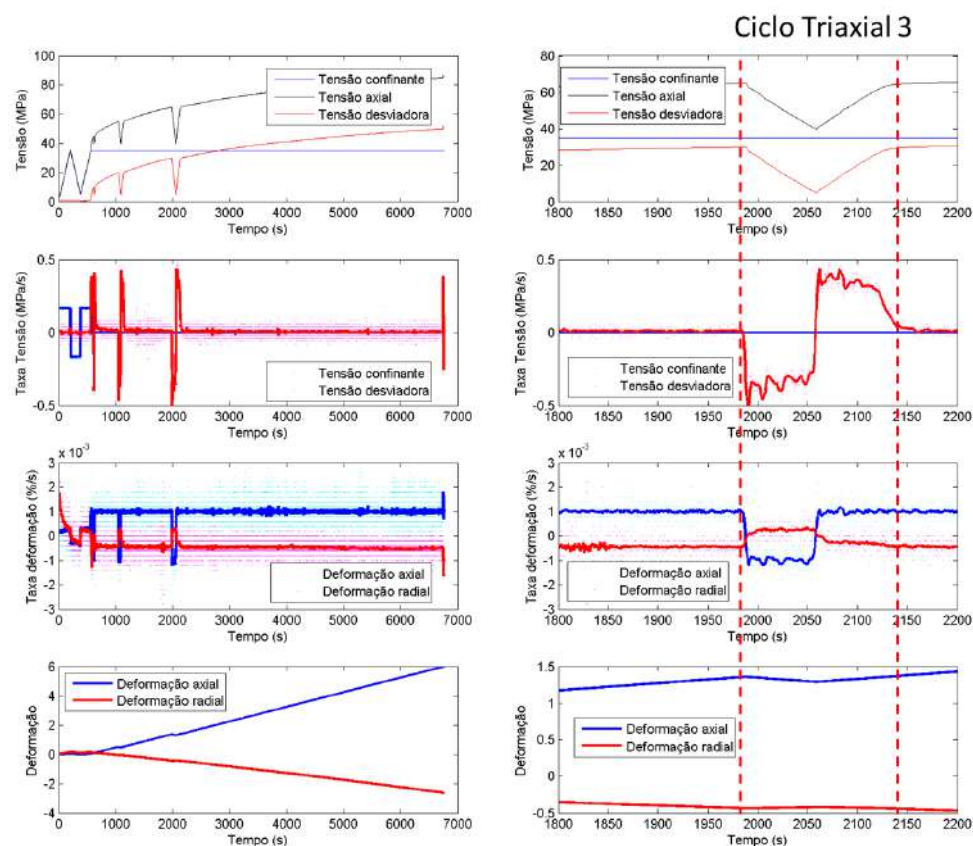 Ciclo Triaxial 3
100
80
60
40
20
0
Tensão (MPa)
Tensão confinante
Tensão axial
Tensão desviadora
0 1000 2000 3000 4000 5000 6000 7000
Tempo (s)
80
60
40
20
0
Tensão (MPa)
Tensão confinante
Tensão axial
Tensão desviadora
1800 1850 1900 1950 2000 2050 2100 2150 2200
Tempo (s)
0.5
0
-0.5
Taxa Tensão (MPa/s)
Tensão confinante
Tensão desviadora
0 1000 2000 3000 4000 5000 6000 7000
Tempo (s)
0.5
0
-0.5
Taxa Tensão (MPa/s)
Tensão confinante
Tensão desviadora
1800 1850 1900 1950 2000 2050 2100 2150 2200
Tempo (s)
x 10⁻³
3
2
1
0
-1
-2
-3
Taxa deformação (%/s)
Deformação axial
Deformação radial
0 1000 2000 3000 4000 5000 6000 7000
Tempo (s)
x 10⁻³
3
2
1
0
-1
-2
-3
Taxa deformação (%/s)
Deformação axial
Deformação radial
1800 1850 1900 1950 2000 2050 2100 2150 2200
Tempo (s)
6
4
2
0
-2
-4
Deformação
Deformação axial
Deformação radial
0 1000 2000 3000 4000 5000 6000 7000
Tempo (s)
1.5
1
0.5
0
-0.5
Deformação
Deformação axial
Deformação radial
1800 1850 1900 1950 2000 2050 2100 2150 2200
Tempo (s)